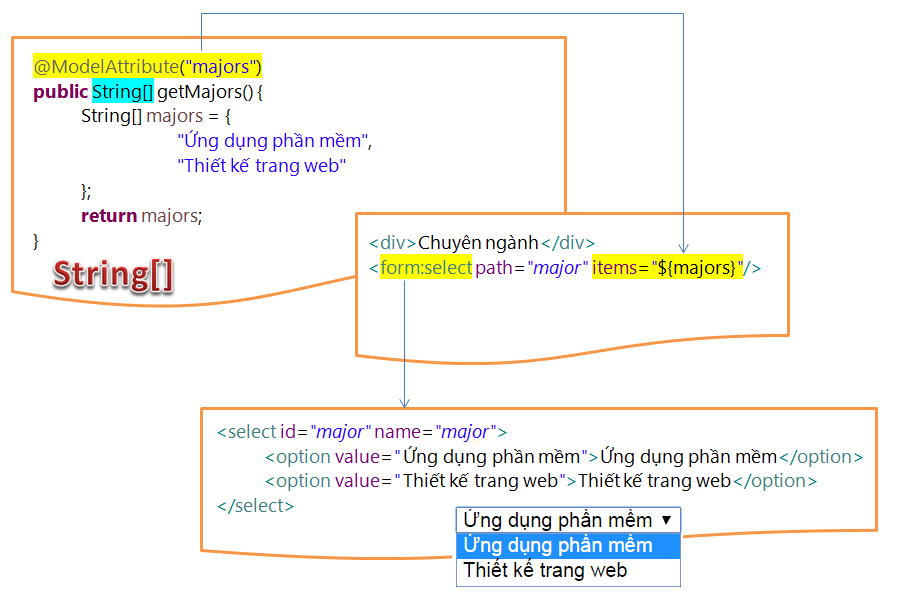 @ModelAttribute("majors")
public String[] getMajors() {
String[] majors = {
"Ứng dụng phần mềm",
"Thiết kế trang web"
};
return majors;
}
String[]
<div>Chuyên ngành</div>
<form:select path="major" items="${majors}"/>
<select id="major" name="major">
<option value="Ứng dụng phần mềm">Ứng dụng phần mềm</option>
<option value="Thiết kế trang web">Thiết kế trang web</option>
</select>
Ứng dụng phần mềm ▼
Ứng dụng phần mềm
Thiết kế trang web